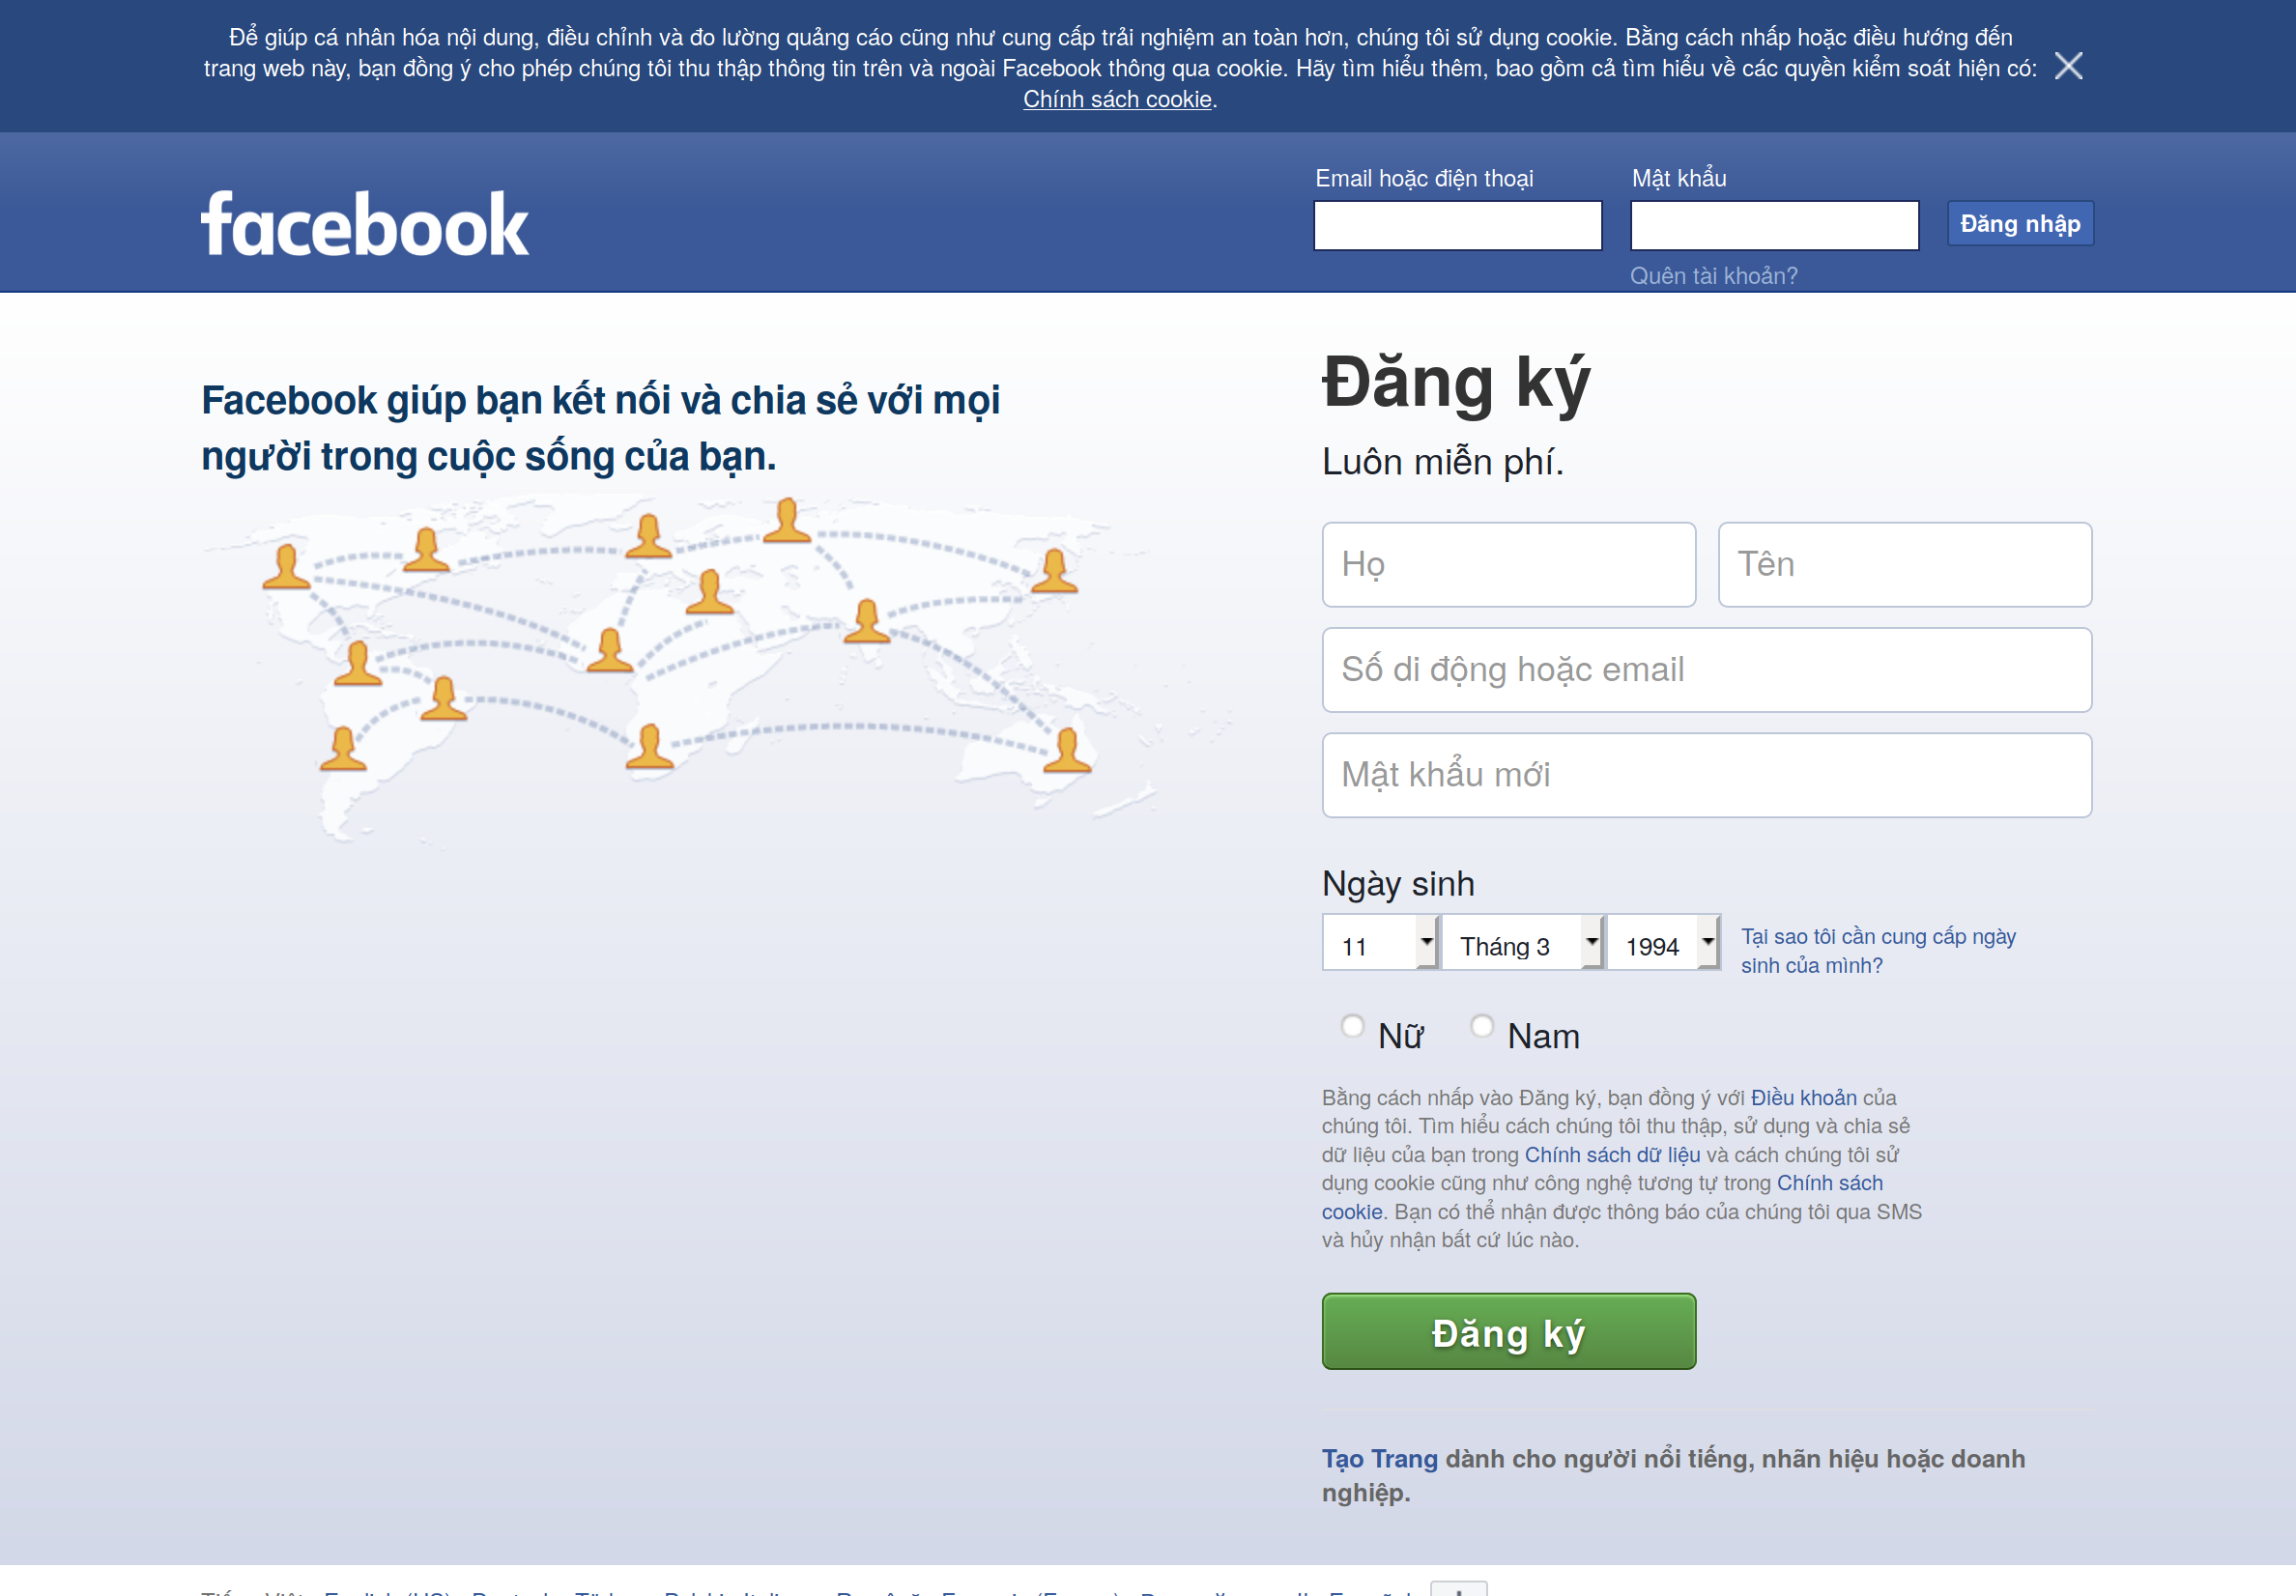 Để giúp cá nhân hóa nội dung, điều chỉnh và đo lường quảng cáo cũng như cung cấp trải nghiệm an toàn hơn, chúng tôi sử dụng cookie. Bằng cách nhấp hoặc điều hướng đến
trang web này, bạn đồng ý cho phép chúng tôi thu thập thông tin trên và ngoài Facebook thông qua cookie. Hãy tìm hiểu thêm, bao gồm cả tìm hiểu về các quyền kiểm soát hiện có:
Chính sách cookie.
facebook
Email hoặc điện thoại
Mật khẩu
Đăng nhập
Quên tài khoản?
Facebook giúp bạn kết nối và chia sẻ với mọi
người trong cuộc sống của bạn.
Đăng ký
Luôn miễn phí.
Họ
Tên
Số di động hoặc email
Mật khẩu mới
Ngày sinh
11 Tháng 3 1994
Tại sao tôi cần cung cấp ngày
sinh của mình?
Nữ Nam
Bằng cách nhấp vào Đăng ký, bạn đồng ý với Điều khoản của
chúng tôi. Tìm hiểu cách chúng tôi thu thập, sử dụng và chia sẻ
dữ liệu của bạn trong Chính sách dữ liệu và cách chúng tôi sử
dụng cookie cũng như công nghệ tương tự trong Chính sách
cookie. Bạn có thể nhận được thông báo của chúng tôi qua SMS
và hủy nhận bất cứ lúc nào.
Đăng ký
Tạo Trang dành cho người nổi tiếng, nhãn hiệu hoặc doanh
nghiệp.